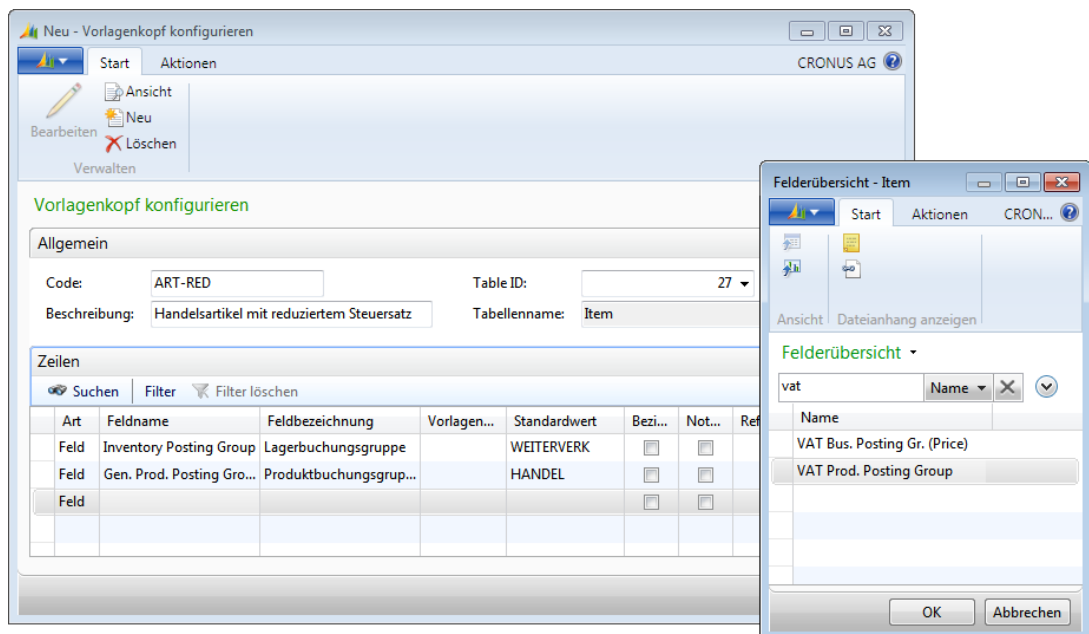 Neu - Vorlagenkopf konfigurieren
Start Aktionen CRONUS AG
Bearbeiten
Ansicht
Neu
Löschen
Verwalten
Vorlagenkopf konfigurieren
Allgemein
Code: ART-RED Table ID: 27
Beschreibung: Handelsartikel mit reduziertem Steuersatz Tabellenname: Item
Zeilen
Suchen Filter Filter löschen
Art Feldname Feldbezeichnung Vorlagen... Standardwert Bezi... Not... Ref
Feld Inventory Posting Group Lagerbuchungsgruppe WEITERVERK
Feld Gen. Prod. Posting Gro... Produktbuchungsgrup... HANDEL
Feld
Felderübersicht - Item
Start Aktionen CRON...
Ansicht Dateianhang anzeigen
Felderübersicht
vat Name
Name
VAT Bus. Posting Gr. (Price)
VAT Prod. Posting Group
OK Abbrechen